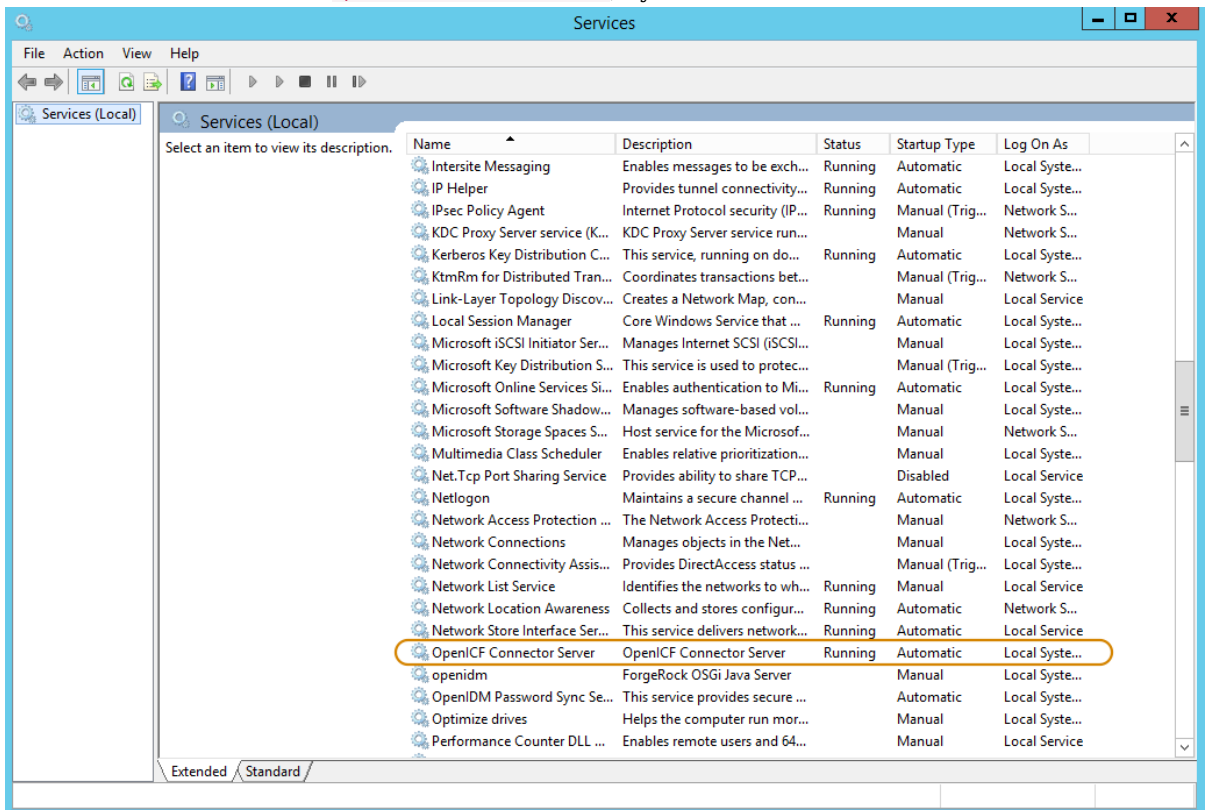 Services
File Action View Help
Services (Local)
Services (Local)
Select an item to view its description.
Name Description Status Startup Type Log On As
Intersite Messaging Enables messages to be exch... Running Automatic Local Syste...
IP Helper Provides tunnel connectivity... Running Automatic Local Syste...
IPsec Policy Agent Internet Protocol security (IP... Running Manual (Trig... Network S...
KDC Proxy Server service (K... KDC Proxy Server service run... Manual Network S...
Kerberos Key Distribution C... This service, running on do... Running Automatic Local Syste...
KtmRm for Distributed Tran... Coordinates transactions bet... Manual (Trig... Network S...
Link-Layer Topology Discov... Creates a Network Map, con... Manual Local Service
Local Session Manager Core Windows Service that ... Running Automatic Local Syste...
Microsoft iSCSI Initiator Ser... Manages Internet SCSI (iSCSI... Manual Local Syste...
Microsoft Key Distribution S... This service is used to protec... Manual (Trig... Local Syste...
Microsoft Online Services Si... Enables authentication to Mi... Running Automatic Local Syste...
Microsoft Software Shadow... Manages software-based vol... Manual Local Syste...
Microsoft Storage Spaces S... Host service for the Microsof... Manual Network S...
Multimedia Class Scheduler Enables relative prioritization... Manual Local Syste...
Net.Tcp Port Sharing Service Provides ability to share TCP... Disabled Local Service
Netlogon Maintains a secure channel ... Running Automatic Local Syste...
Network Access Protection ... The Network Access Protecti... Manual Network S...
Network Connections Manages objects in the Net... Manual Local Syste...
Network Connectivity Assis... Provides DirectAccess status ... Manual (Trig... Local Syste...
Network List Service Identifies the networks to wh... Running Manual Local Service
Network Location Awareness Collects and stores configur... Running Automatic Network S...
Network Store Interface Ser... This service delivers network... Running Automatic Local Service
OpenICF Connector Server OpenICF Connector Server Running Automatic Local Syste...
openidm ForgeRock OSGi Java Server Manual Local Syste...
OpenIDM Password Sync Se... This service provides secure ... Automatic Local Syste...
Optimize drives Helps the computer run mor... Manual Local Syste...
Performance Counter DLL ... Enables remote users and 64... Manual Local Service
Extended Standard